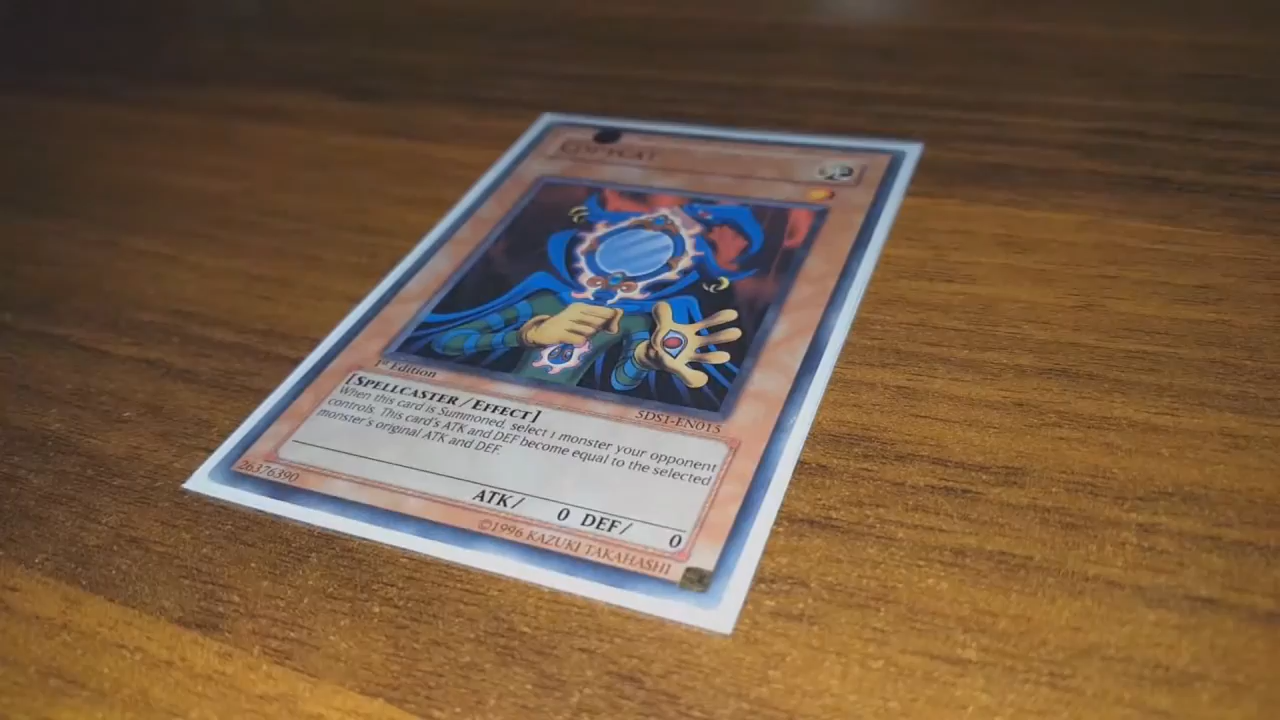 COPYCAT
1st Edition
SDS1-EN015
[SPELLCASTER/EFFECT]
When this card is Summoned, select 1 monster your opponent
controls. This card's ATK and DEF become equal to the selected
monster's original ATK and DEF.
ATK/ 0 DEF/ 0
26376390
©1996 KAZUKI TAKAHASHI